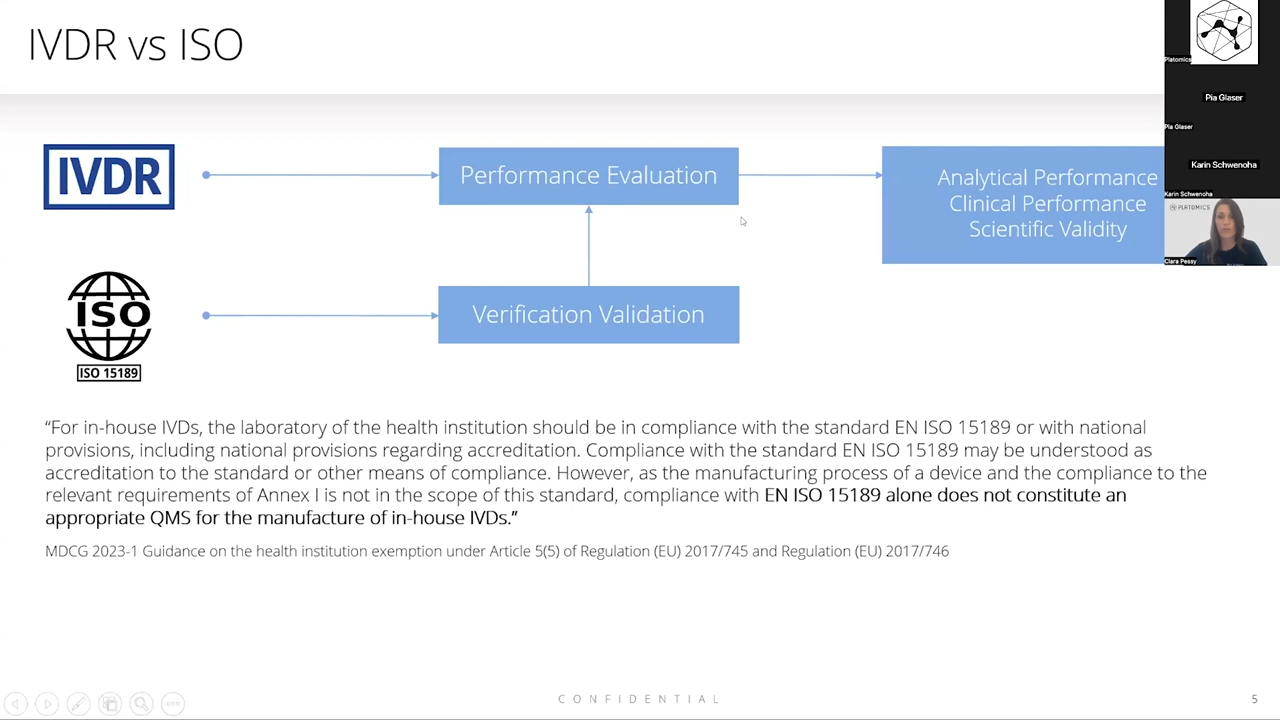 IVDR vs ISO
Platomics
Pia Glaser
Pia Glaser
Karin Schwenoha
Karin Schwenoha
PLATOMICS
Clara Pessy
IVDR
Performance Evaluation
Analytical Performance
Clinical Performance
Scientific Validity
ISO
ISO 15189
Verification Validation
“For in-house IVDs, the laboratory of the health institution should be in compliance with the standard EN ISO 15189 or with national
provisions, including national provisions regarding accreditation. Compliance with the standard EN ISO 15189 may be understood as
accreditation to the standard or other means of compliance. However, as the manufacturing process of a device and the compliance to the
relevant requirements of Annex I is not in the scope of this standard, compliance with EN ISO 15189 alone does not constitute an
appropriate QMS for the manufacture of in-house IVDs.”
MDCG 2023-1 Guidance on the health institution exemption under Article 5(5) of Regulation (EU) 2017/745 and Regulation (EU) 2017/746
CONFIDENTIAL
5